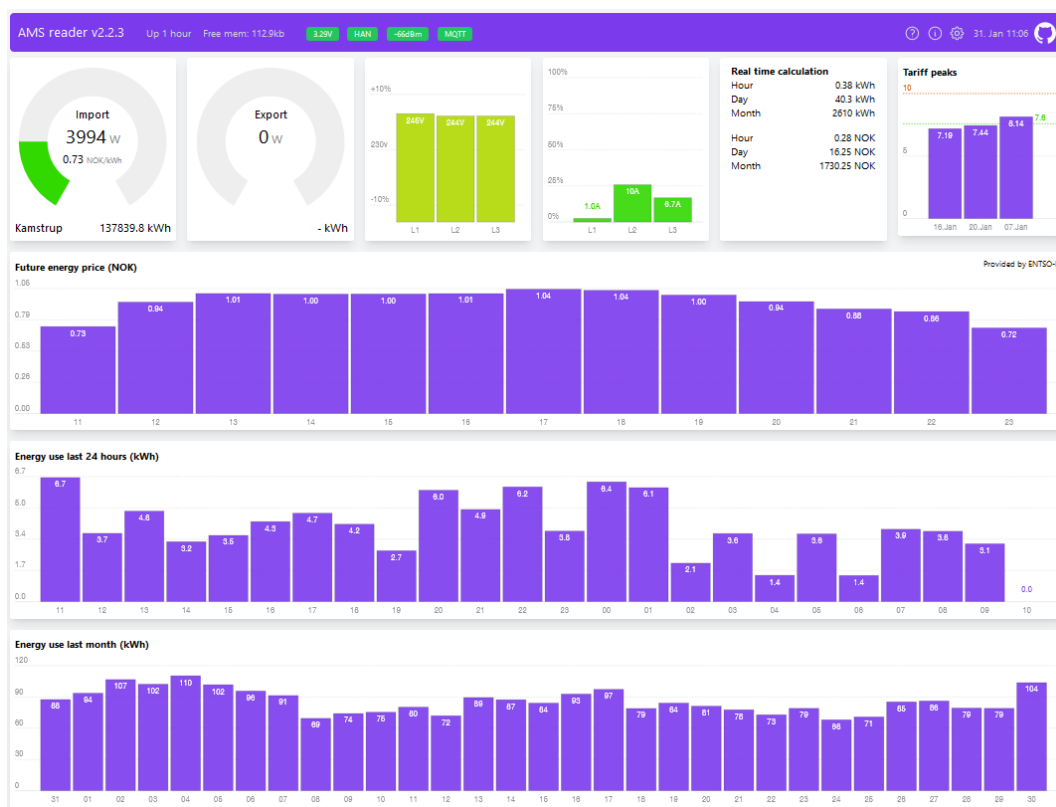 AMS reader v2.2.3 Up 1 hour Free mem: 112.9kb 3.29V HAN -66dBm MQTT 31. Jan 11:06
Import
3994 W
0.73 NOK/kWh
Kamstrup 137839.8 kWh
Export
0 W
- kWh
+10%
230v
-10%
246V 244V 244V
L1 L2 L3
100%
75%
50%
25%
0%
1.0A 10A 6.7A
L1 L2 L3
Real time calculation
Hour 0.38 kWh
Day 40.3 kWh
Month 2610 kWh
Hour 0.28 NOK
Day 16.25 NOK
Month 1730.25 NOK
Tariff peaks
10
7.6
5
0
7.19 7.44 8.14
16.Jan 20.Jan 07.Jan
Future energy price (NOK) Provided by ENTSO-
1.05
0.79
0.53
0.26
0.00
0.73 0.94 1.01 1.00 1.00 1.01 1.04 1.04 1.00 0.94 0.88 0.86 0.72
11 12 13 14 15 16 17 18 19 20 21 22 23
Energy use last 24 hours (kWh)
6.7
5.0
3.4
1.7
0.0
6.7 3.7 4.8 3.2 3.5 4.3 4.7 4.2 2.7 6.0 4.9 6.2 3.8 6.4 6.1 2.1 3.6 1.4 3.6 1.4 3.9 3.8 3.1 0.0
11 12 13 14 15 16 17 18 19 20 21 22 23 00 01 02 03 04 05 06 07 08 09 10
Energy use last month (kWh)
120
90
60
30
0
88 94 107 102 110 102 96 91 69 74 75 80 72 89 87 84 93 97 79 84 81 78 73 79 68 71 85 86 79 79 104
31 01 02 03 04 05 06 07 08 09 10 11 12 13 14 15 16 17 18 19 20 21 22 23 24 25 26 27 28 29 30